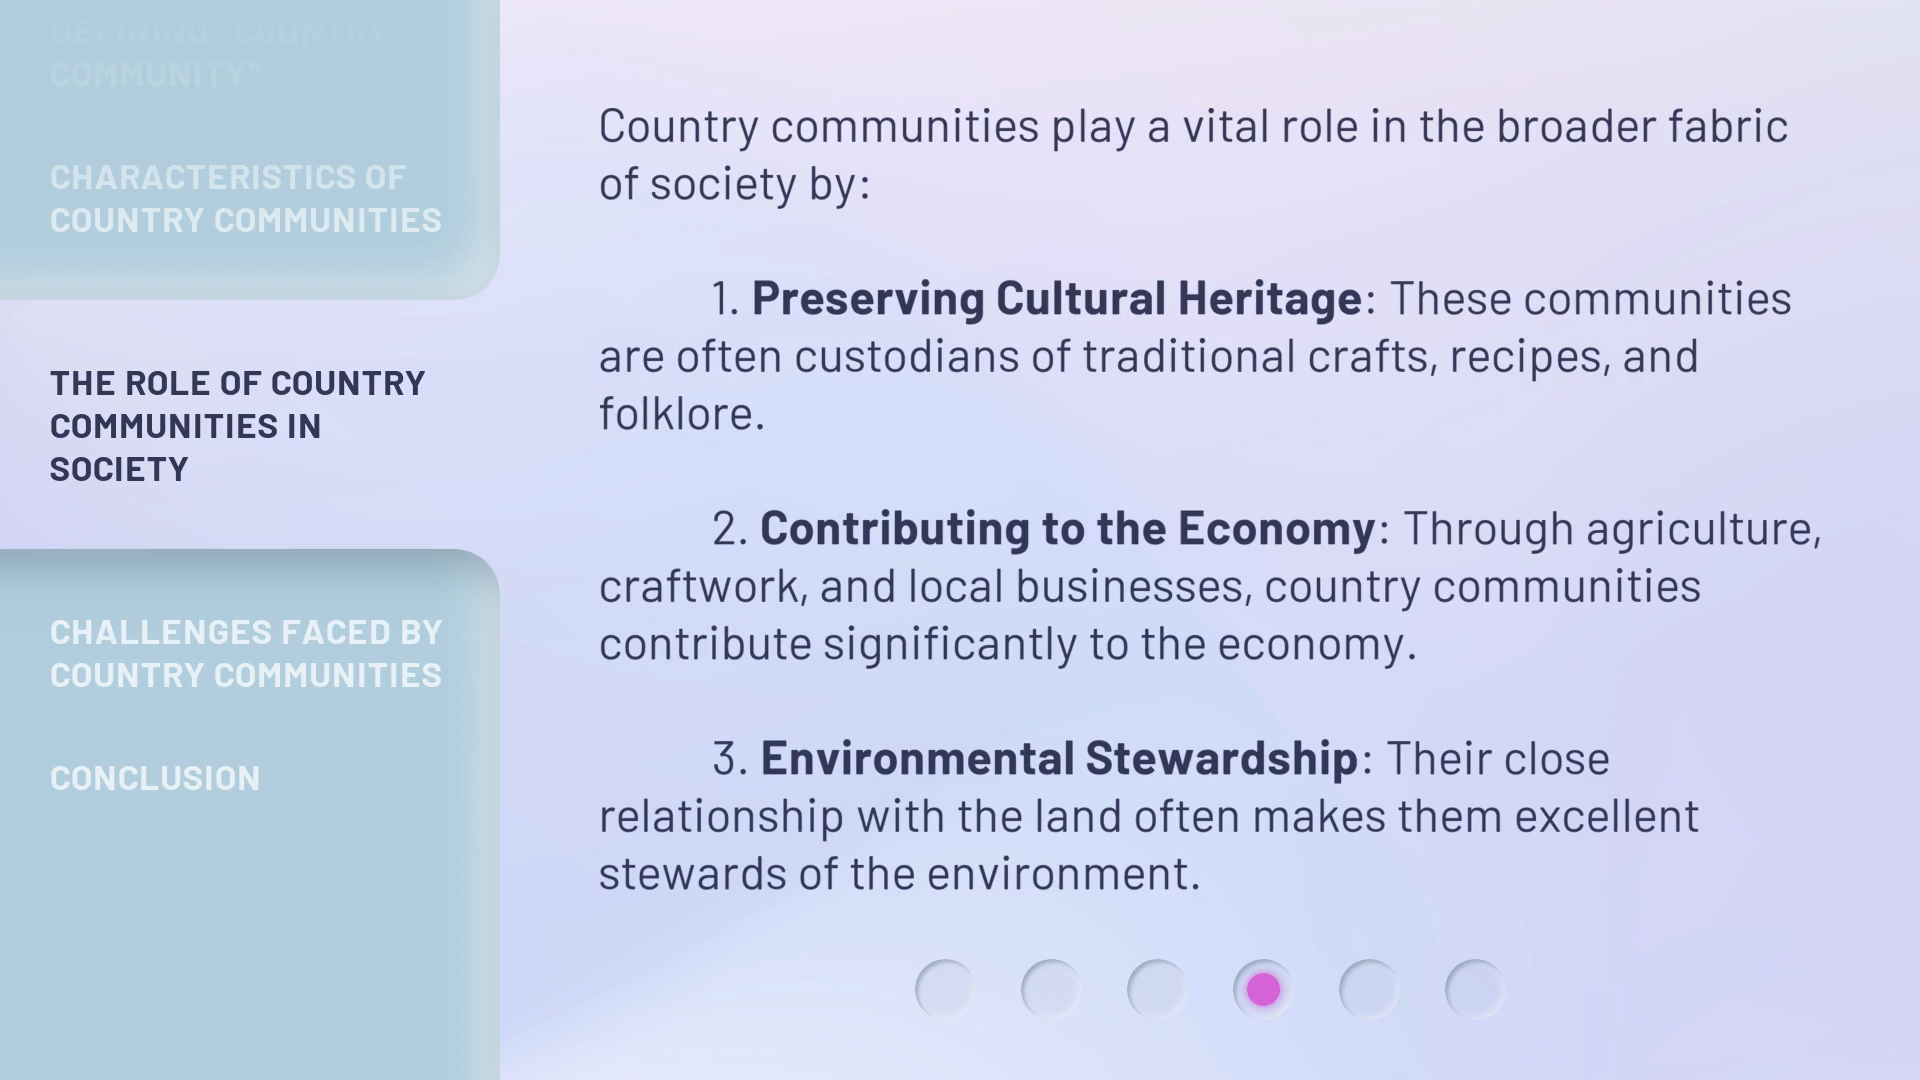 DEFINING "COUNTRY
COMMUNITY"
CHARACTERISTICS OF
COUNTRY COMMUNITIES
THE ROLE OF COUNTRY
COMMUNITIES IN
SOCIETY
CHALLENGES FACED BY
COUNTRY COMMUNITIES
CONCLUSION
Country communities play a vital role in the broader fabric
of society by:
1. Preserving Cultural Heritage: These communities
are often custodians of traditional crafts, recipes, and
folklore.
2. Contributing to the Economy: Through agriculture,
craftwork, and local businesses, country communities
contribute significantly to the economy.
3. Environmental Stewardship: Their close
relationship with the land often makes them excellent
stewards of the environment.